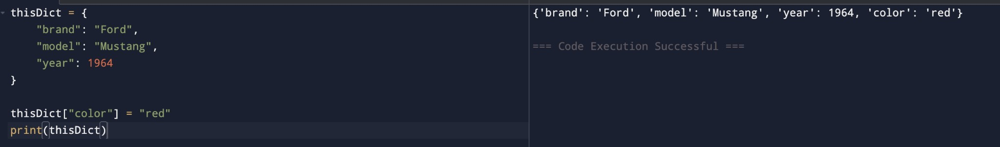 thisDict = {
    "brand": "Ford",
    "model": "Mustang",
    "year": 1964
}
thisDict["color"] = "red"
print(thisDict)
{'brand': 'Ford', 'model': 'Mustang', 'year': 1964, 'color': 'red'}
=== Code Execution Successful ===